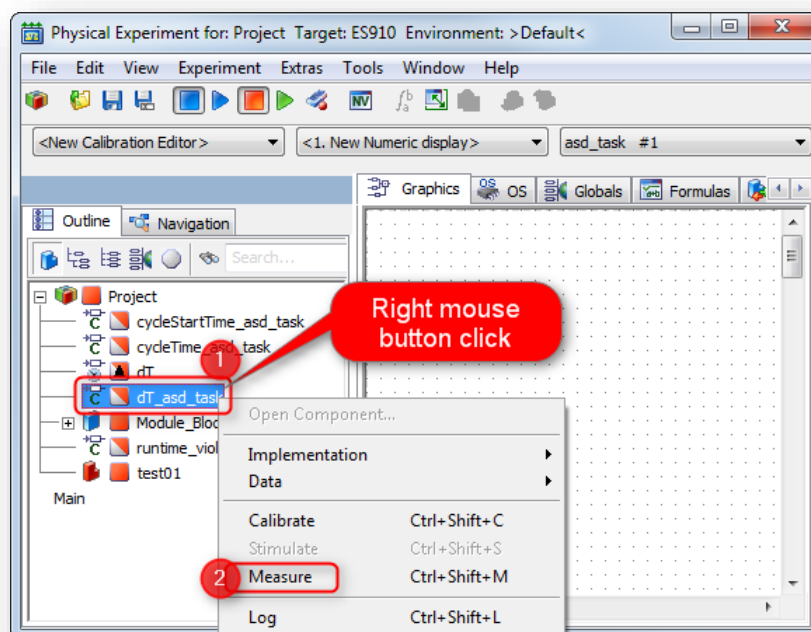 Physical Experiment for: Project Target: ES910 Environment: >Default<
File Edit View Experiment Extras Tools Window Help
NV
<New Calibration Editor> <1. New Numeric display> asd_task #1
Graphics OS OS Globals Formulas
Outline Navigation
Search...
Project
cycleStartTime_asd_task
C
cycleTime_asd_task
C
dT
1
dT_asd_task
C
Module_Bloc
runtime_viol
C
test01
Main
Right mouse
button click
Open Component...
Implementation
Data
Calibrate Ctrl+Shift+C
Stimulate Ctrl+Shift+S
2 Measure Ctrl+Shift+M
Log Ctrl+Shift+L